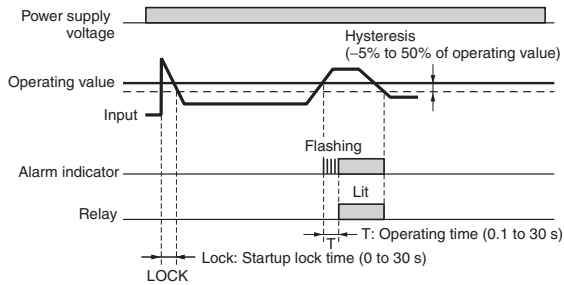 Power supply
voltage
Hysteresis
(−5% to 50% of operating value)
Operating value
Input
Flashing
Alarm indicator
Lit
Relay
T
T: Operating time (0.1 to 30 s)
Lock: Startup lock time (0 to 30 s)
LOCK